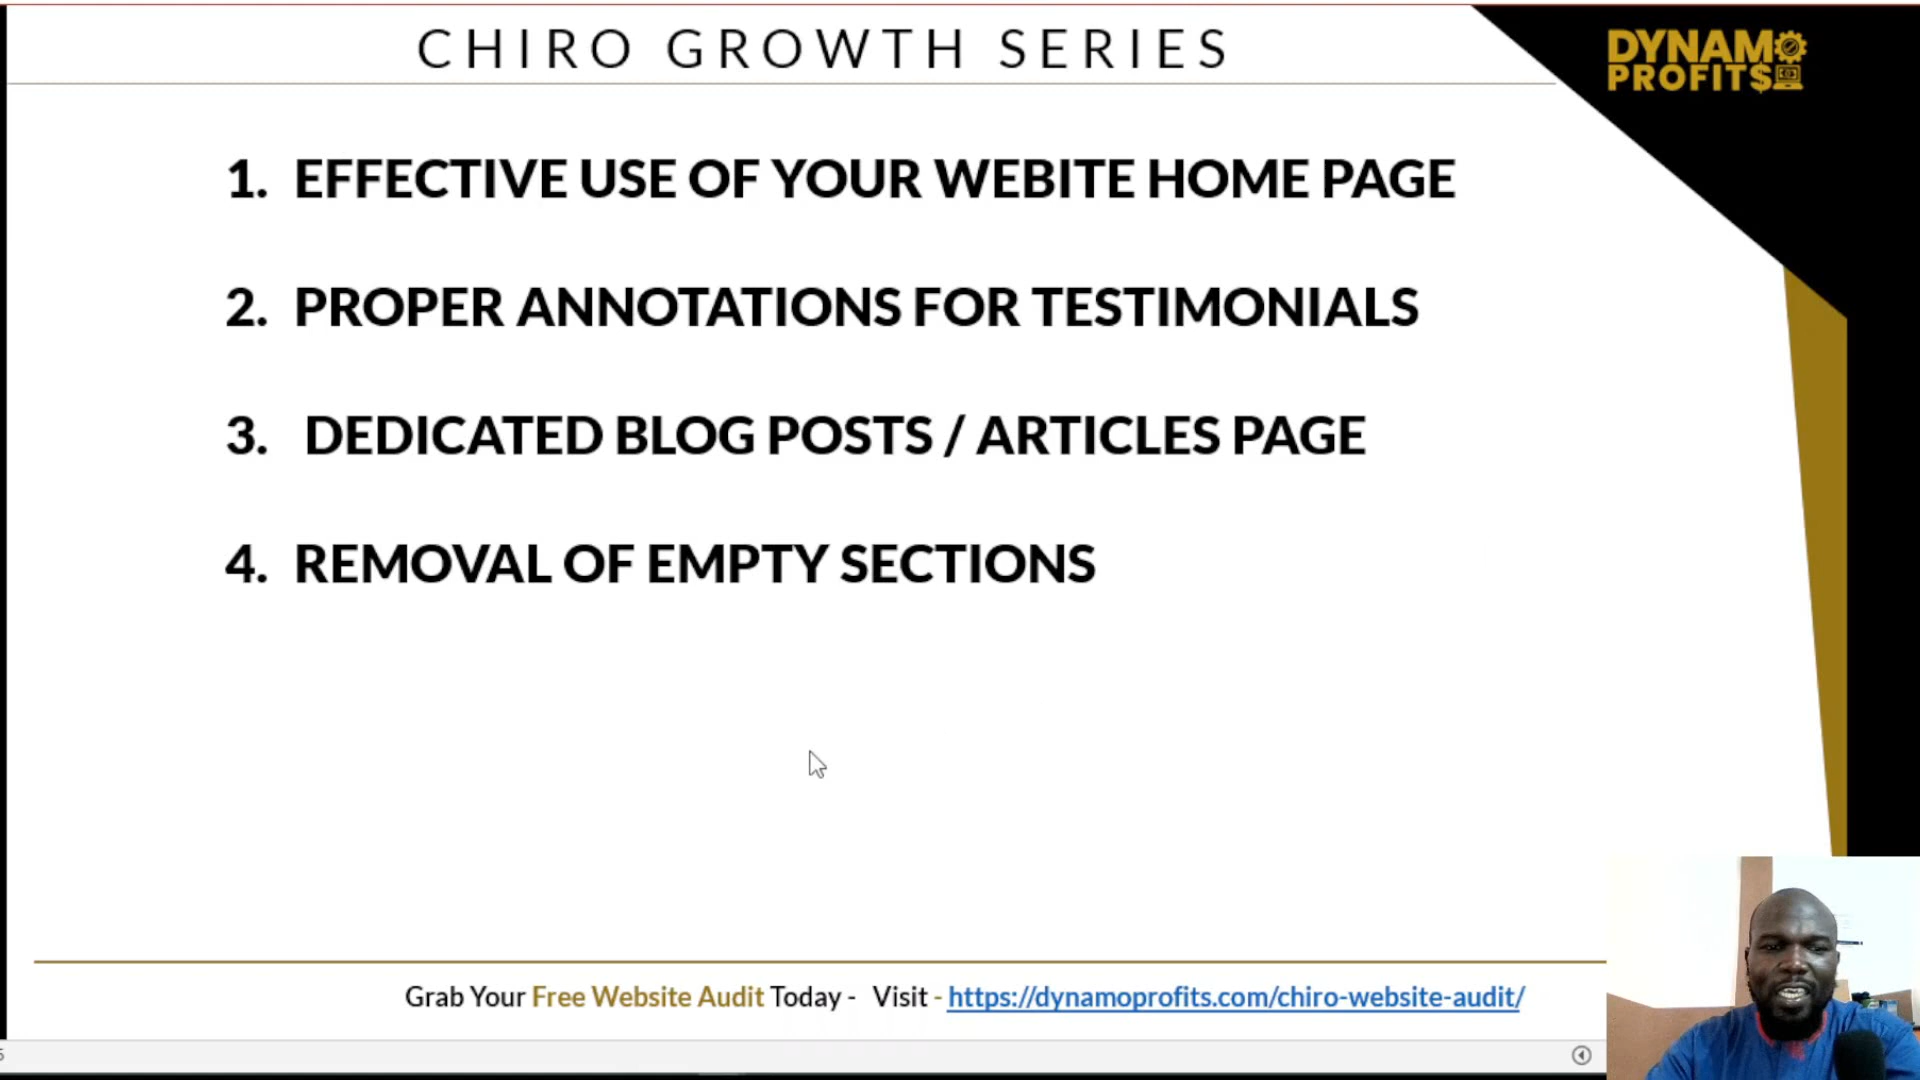 CHIRO GROWTH SERIES
DYNAMO
PROFIT$
1. EFFECTIVE USE OF YOUR WEBITE HOME PAGE
2. PROPER ANNOTATIONS FOR TESTIMONIALS
3. DEDICATED BLOG POSTS / ARTICLES PAGE
4. REMOVAL OF EMPTY SECTIONS
Grab Your Free Website Audit Today - Visit - https://dynamoprofits.com/chiro-website-audit/